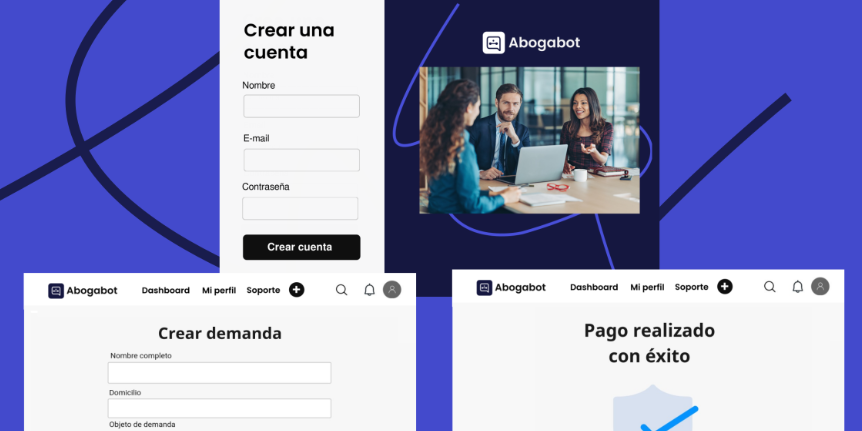 Crear una
cuenta
Nombre
E-mail
Contraseña
Crear cuenta
Abogabot
Abogabot
Dashboard
Mi perfil
Soporte
Crear demanda
Nombre completo
Domicilio
Objeto de demanda
Abogabot
Dashboard
Mi perfil
Soporte
Pago realizado
con éxito